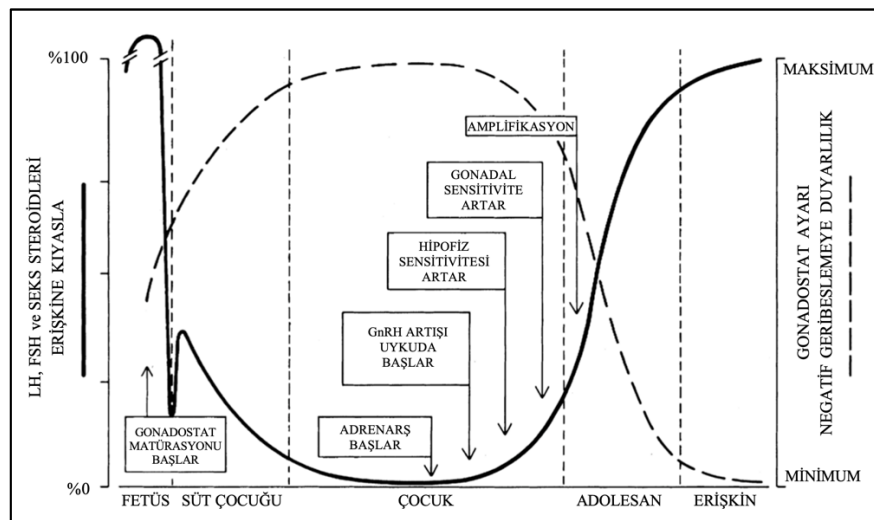 %100
MAKSİMUM
AMPLİFİKASYON
GONADAL
SENSİTİVİTE
ARTAR
HİPOFİZ
SENSİTİVİTESİ
ARTAR
GnRH ARTIŞI
UYKUDA
BAŞLAR
ADRENARŞ
BAŞLAR
GONADOSTAT
MATÜRASYONU
BAŞLAR
LH, FSH ve SEKS STEROİDLERİ
ERİŞKİNE KIYASLA
GONADOSTAT AYARI
NEGATİF GERİBESLEMEYE DUYARLILIK
%0
MİNİMUM
FETÜS
SÜT ÇOCUĞU
ÇOCUK
ADOLESAN
ERİŞKİN